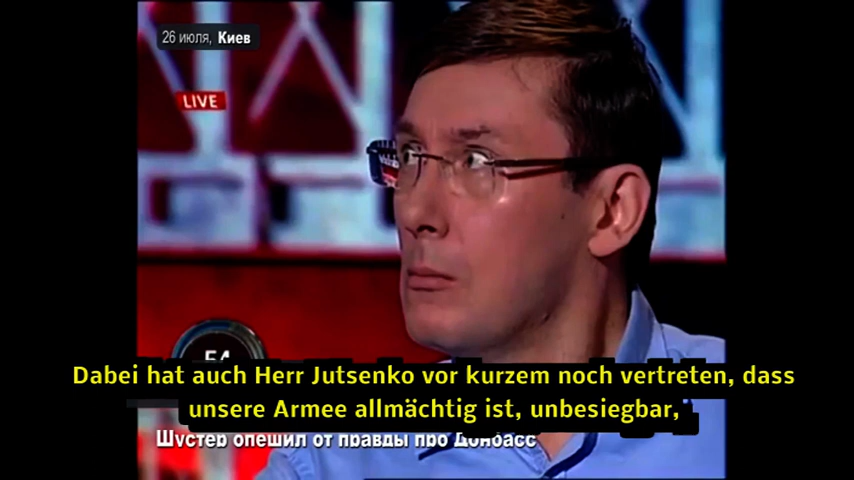 26 июля, Киев
LIVE
54
Dabei hat auch Herr Jutsenko vor kurzem noch vertreten, dass
unsere Armee allmächtig ist, unbesiegbar,
Шустер опешил от правды про Донбасс